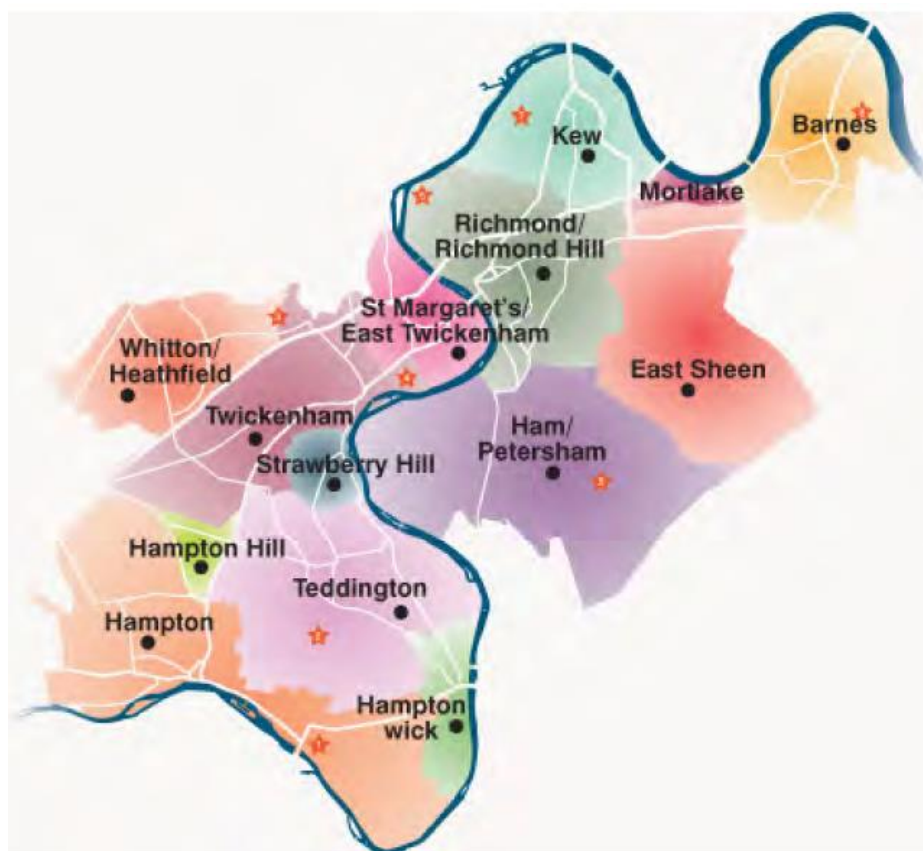 Kew
Barnes
Mortlake
Richmond/
Richmond Hill
St Margaret's/
East Twickenham
Whitton/
Heathfield
East Sheen
Twickenham
Ham/
Petersham
Strawberry Hill
Hampton Hill
Teddington
Hampton
Hampton
wick